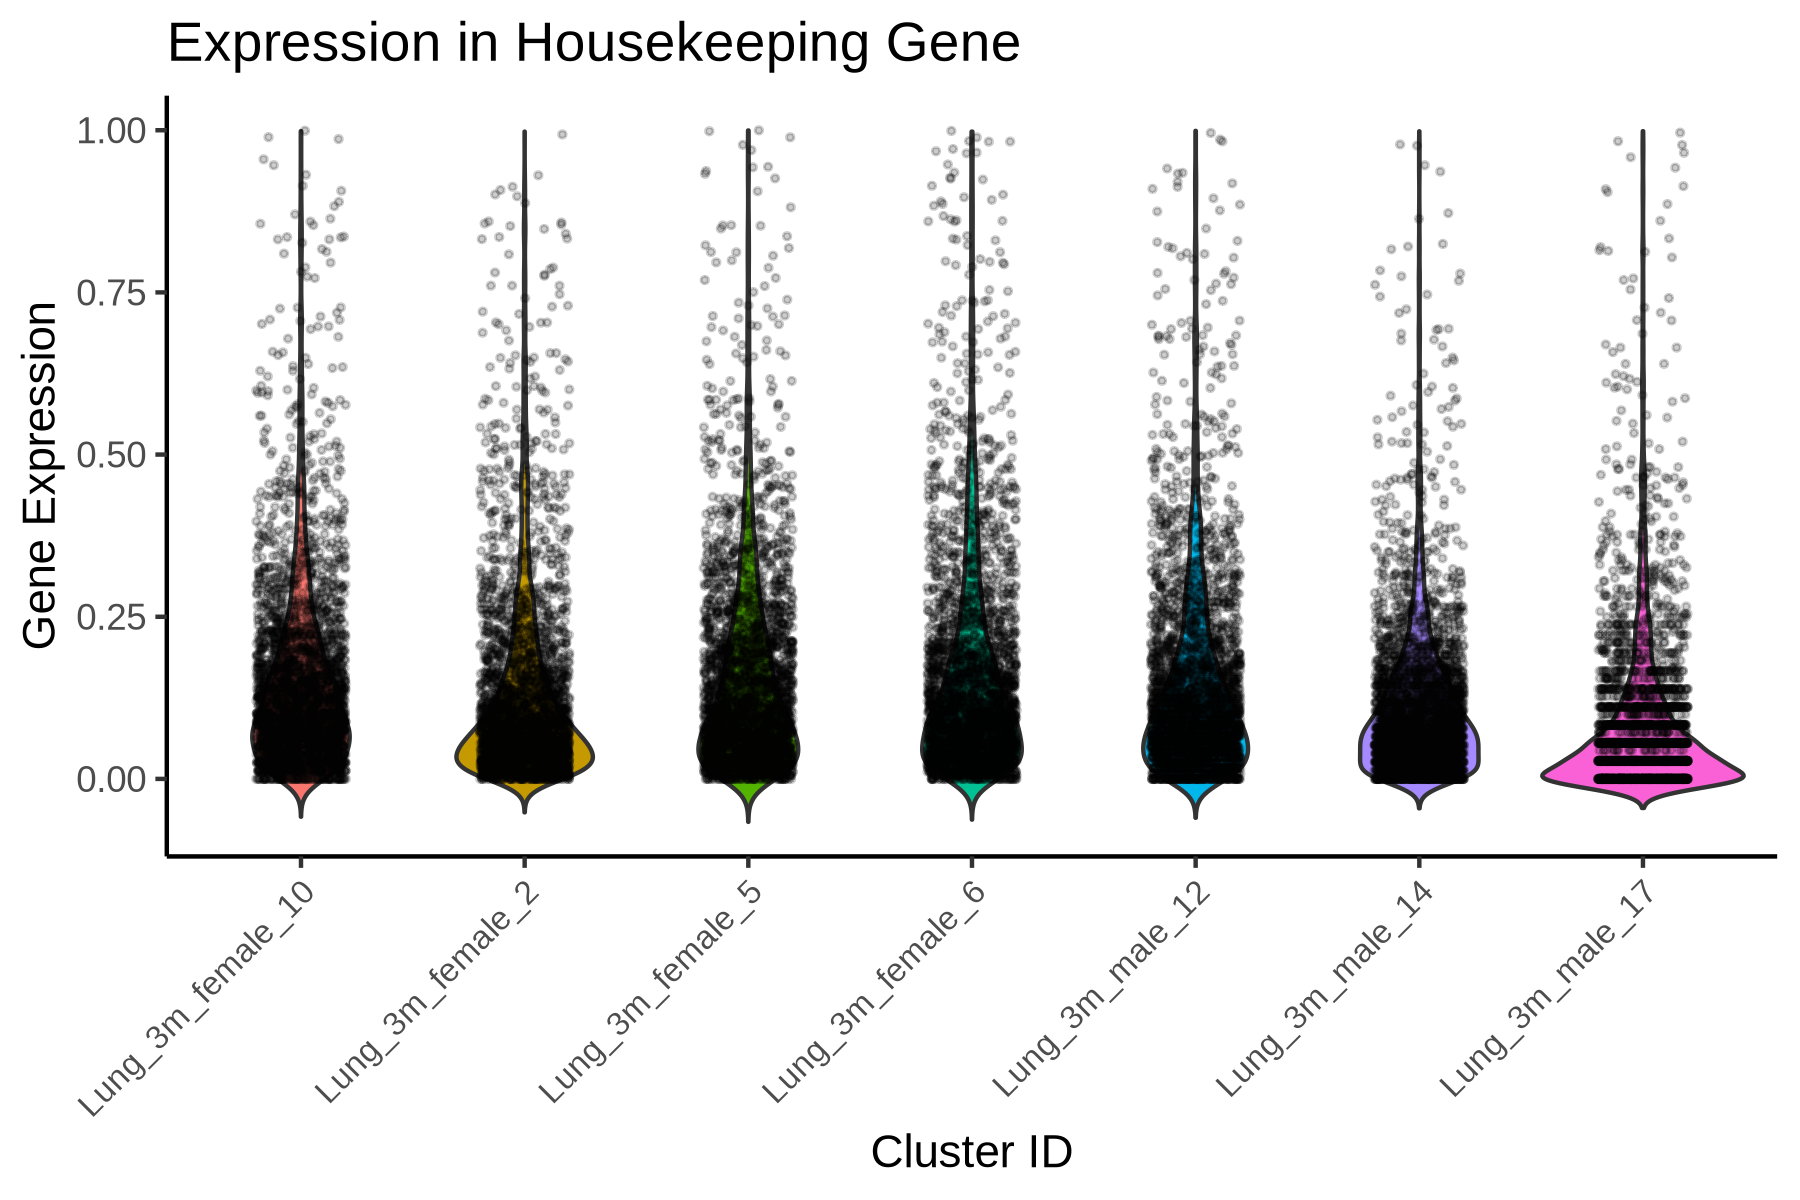 Expression in Housekeeping Gene
1.00
0.75
0.50
0.25
0.00
Gene Expression
Lung_3m_female_10
Lung_3m_female_2
Lung_3m_female_5
Lung_3m_female_6
Lung_3m_male_12
Lung_3m_male_14
Lung_3m_male_17
Cluster ID